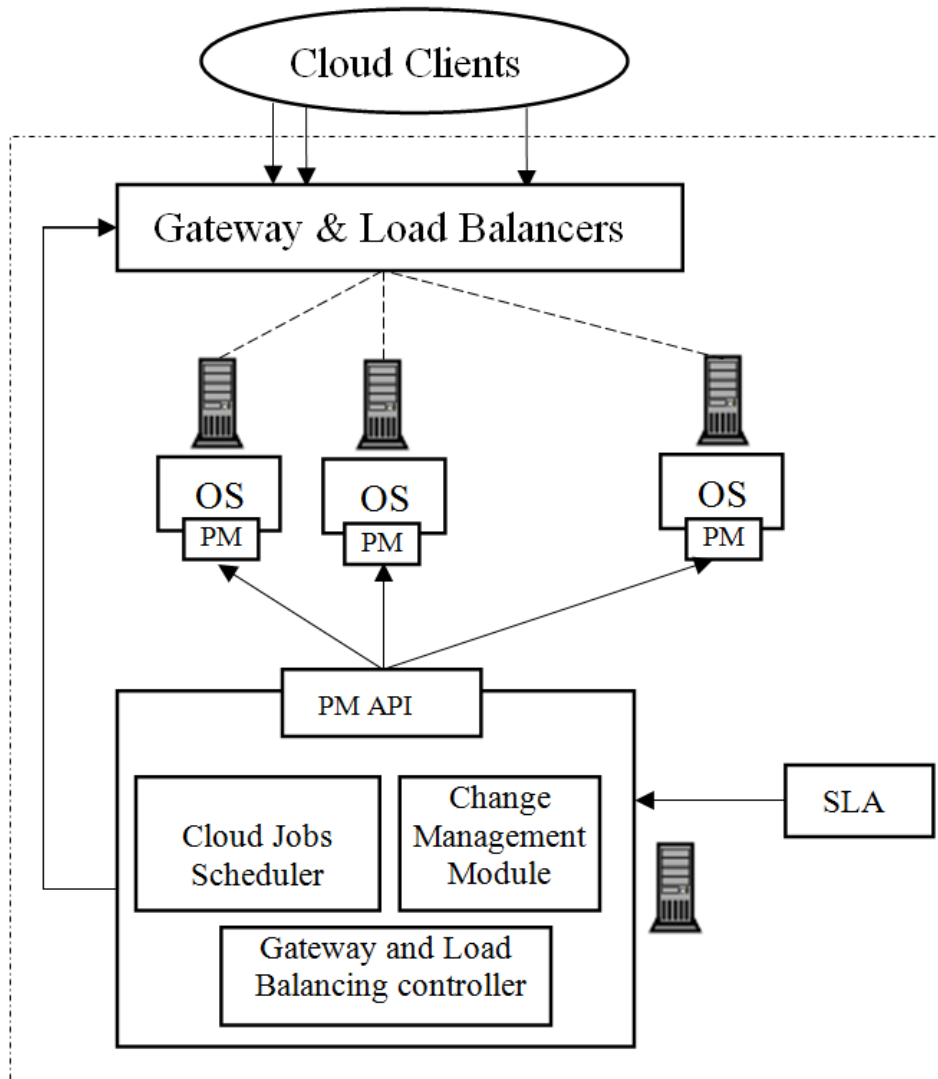 Cloud Clients
Gateway & Load Balancers
OS
PM
OS
PM
OS
PM
PM API
Cloud Jobs
Scheduler
Change
Management
Module
SLA
Gateway and Load
Balancing controller